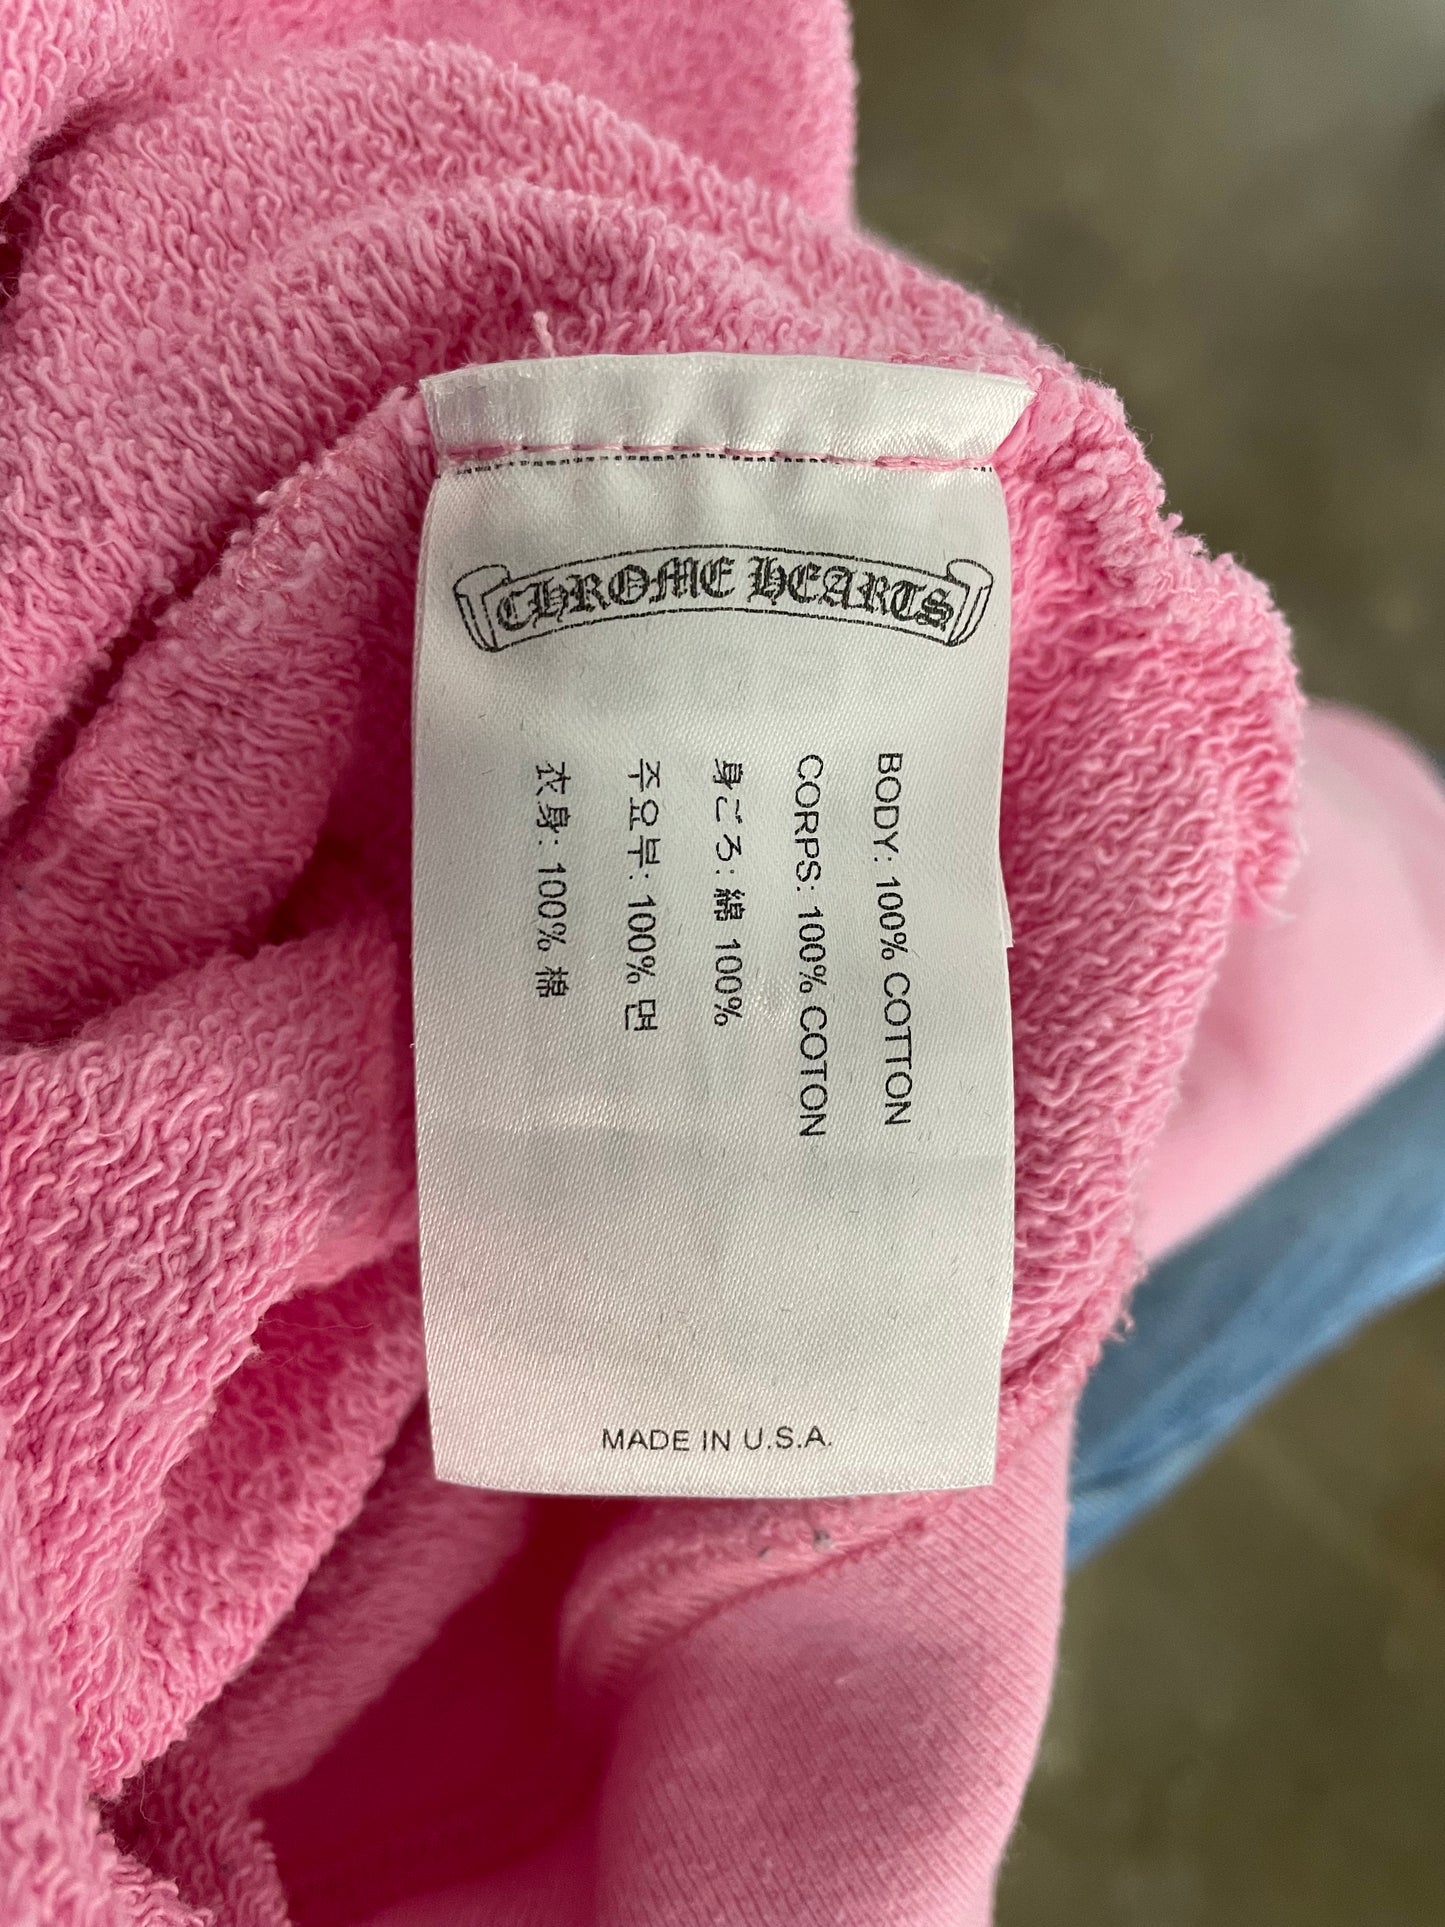 CHROME HEARTS
BODY: 100% COTTON
CORPS: 100% COTON
身ごろ: 綿 100%
주요부: 100% 면
衣身: 100% 棉
MADE IN U.S.A.